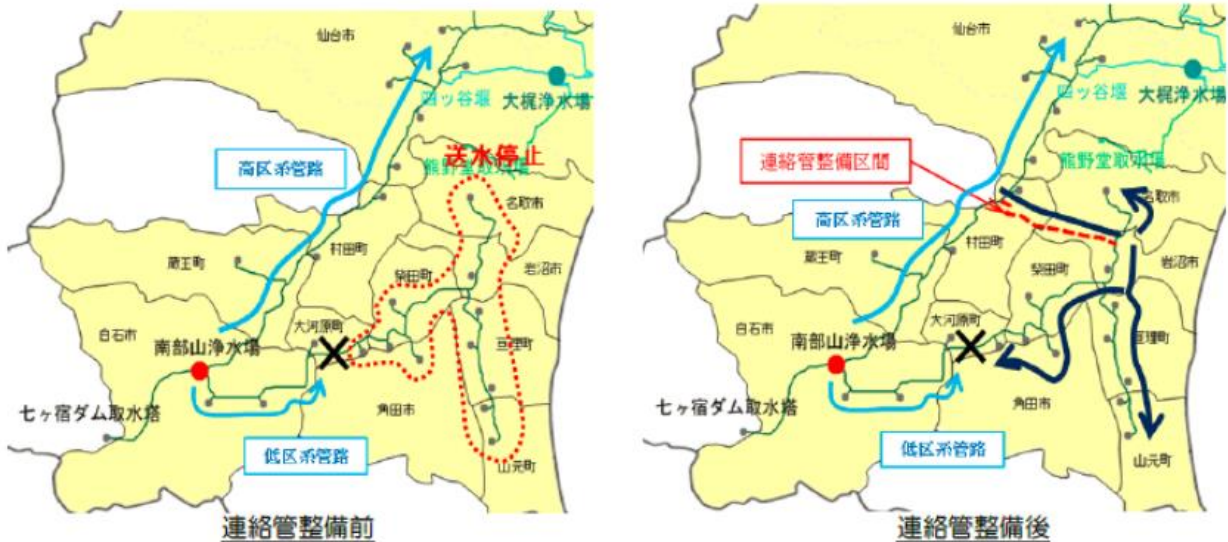 仙台市
四ッ谷堰
大梶浄水場
高区系管路
送水停止
熊野堂取水場
名取市
村田町
蔵王町
柴田町
岩沼市
白石市
大河原町
南部山浄水場
亘理町
七ヶ宿ダム取水塔
角田市
低区系管路
山元町
連絡管整備前
仙台市
四ッ谷堰
大梶浄水場
連絡管整備区間
熊野堂取水場
名取市
高区系管路
村田町
蔵王町
柴田町
岩沼市
白石市
大河原町
南部山浄水場
亘理町
七ヶ宿ダム取水塔
角田市
低区系管路
山元町
連絡管整備後